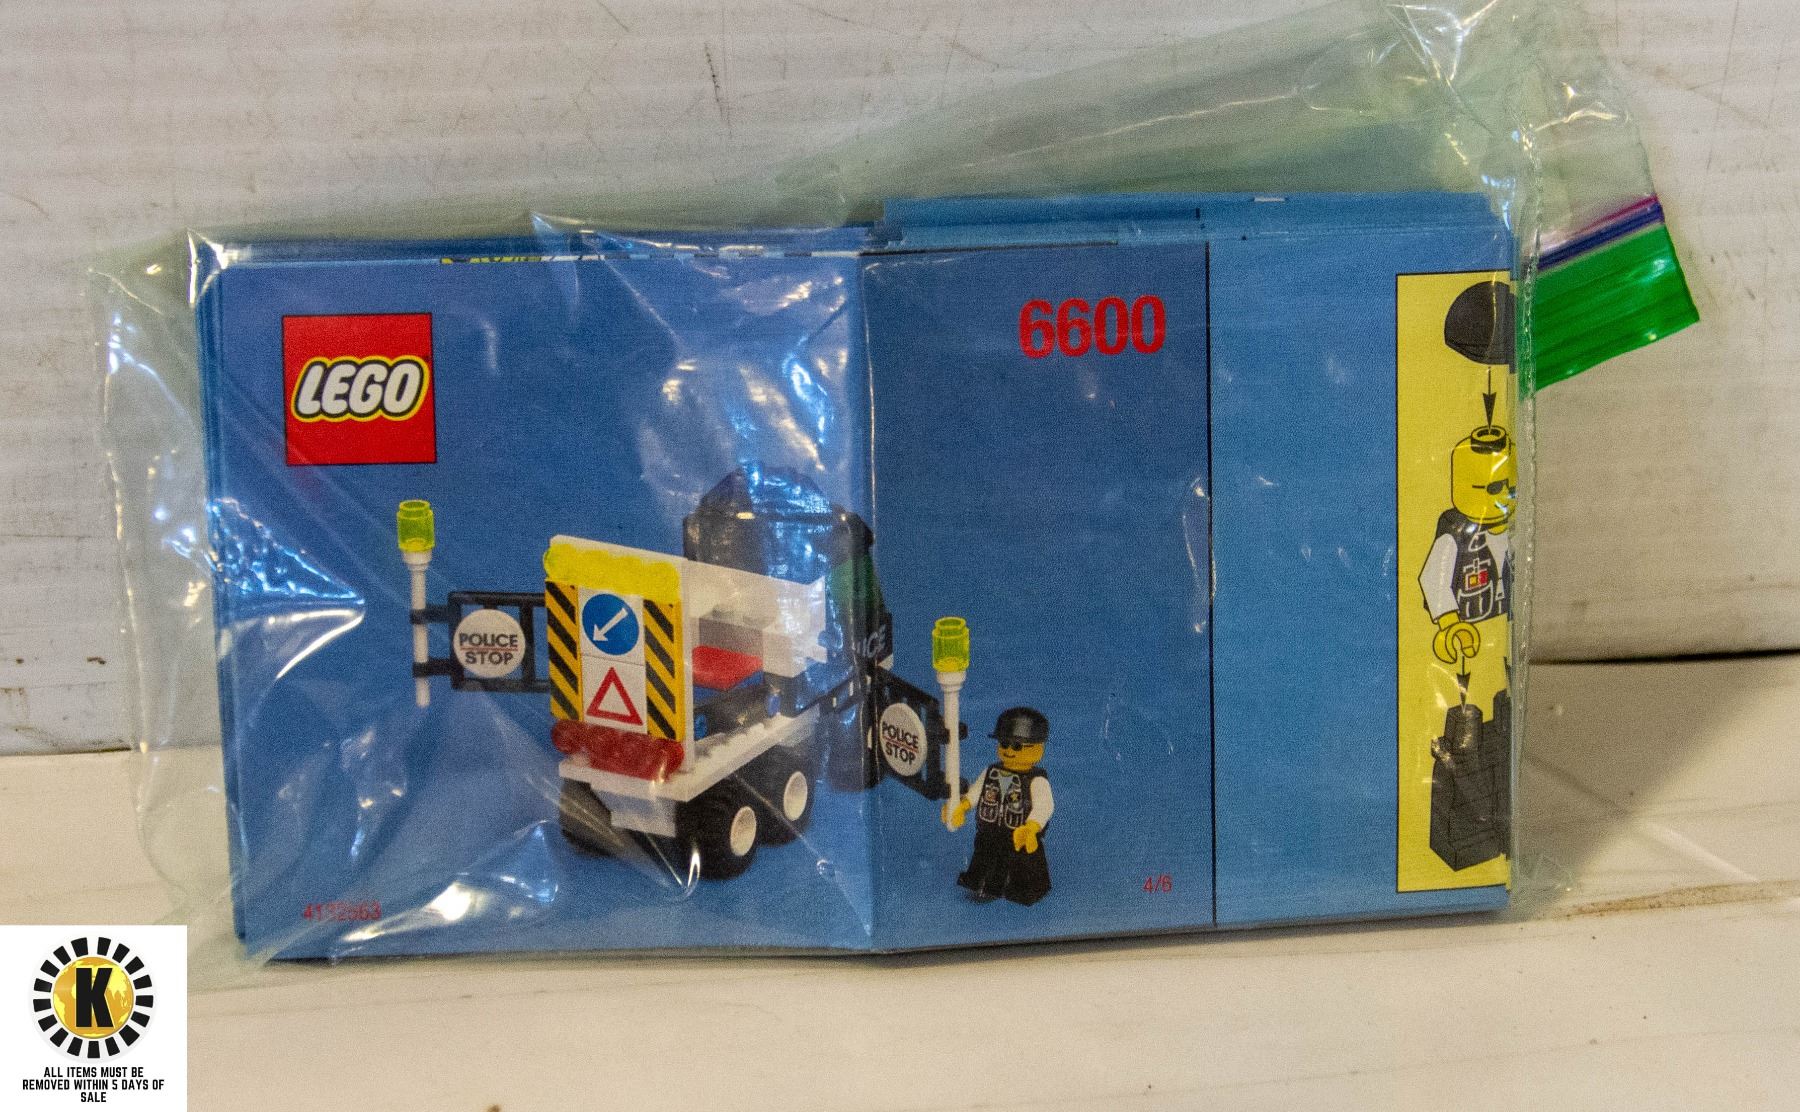 LEGO
6600
POLICE
STOP
POLICE
STOP
4/6
K
ALL ITEMS MUST BE
REMOVED WITHIN 5 DAYS OF
SALE